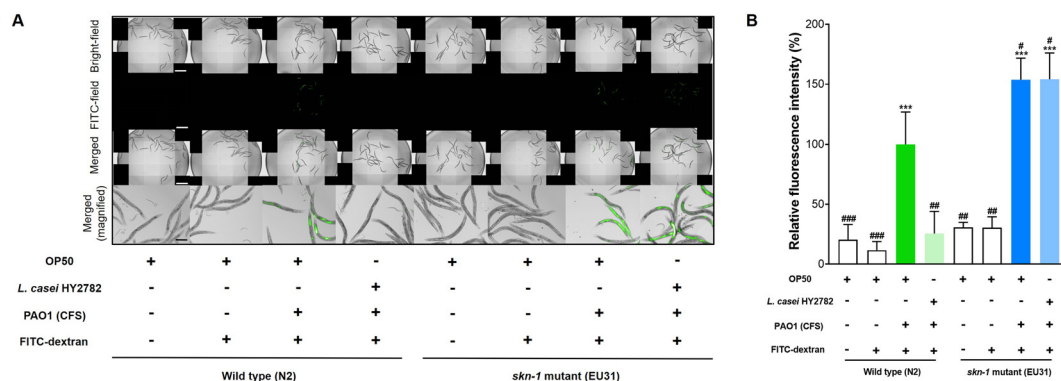 A
Bright-field
FITC-field
Merged
Merged
(magnified)
OP50 + + + - + + + -
L. casei HY2782 - - - + - - - +
PAO1 (CFS) - - + + - - + +
FITC-dextran - + + + - + + +
Wild type (N2) skn-1 mutant (EU31)
B
Relative fluorescence intensity (%)
200
150
100
50
0
### ### *** ## ## ## # *** # ***
OP50 + + + - + + + -
L. casei HY2782 - - - + - - - +
PAO1 (CFS) - - + + - - + +
FITC-dextran - + + + - + + +
Wild type (N2) skn-1 mutant (EU31)